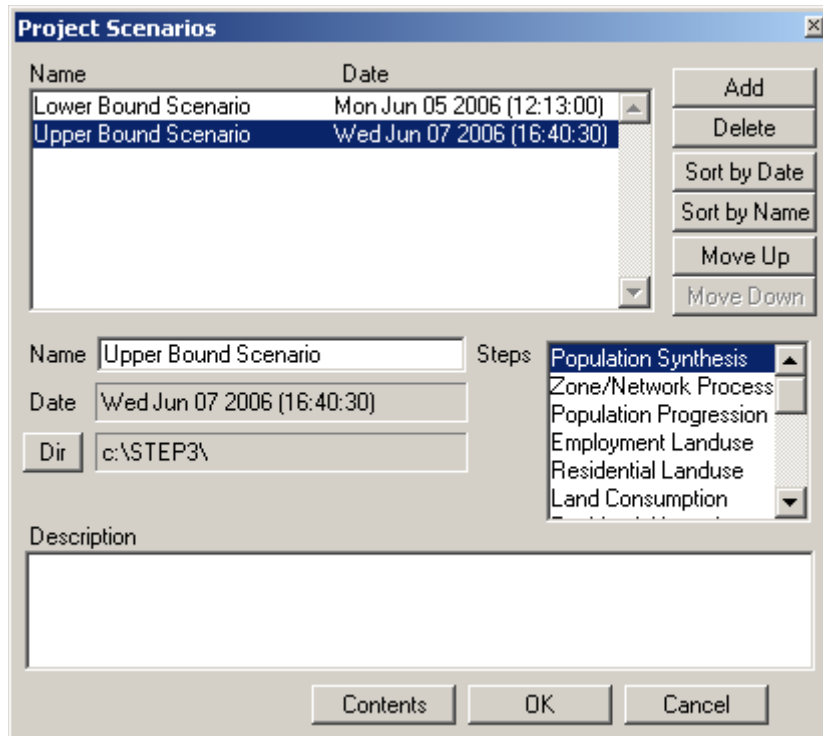 Project Scenarios
Name Date
Lower Bound Scenario Mon Jun 05 2006 (12:13:00)
Upper Bound Scenario Wed Jun 07 2006 (16:40:30)
Add
Delete
Sort by Date
Sort by Name
Move Up
Move Down
Name Upper Bound Scenario
Date Wed Jun 07 2006 (16:40:30)
Dir c:\STEP3\
Steps
Population Synthesis
Zone/Network Process
Population Progression
Employment Landuse
Residential Landuse
Land Consumption
Description
Contents OK Cancel